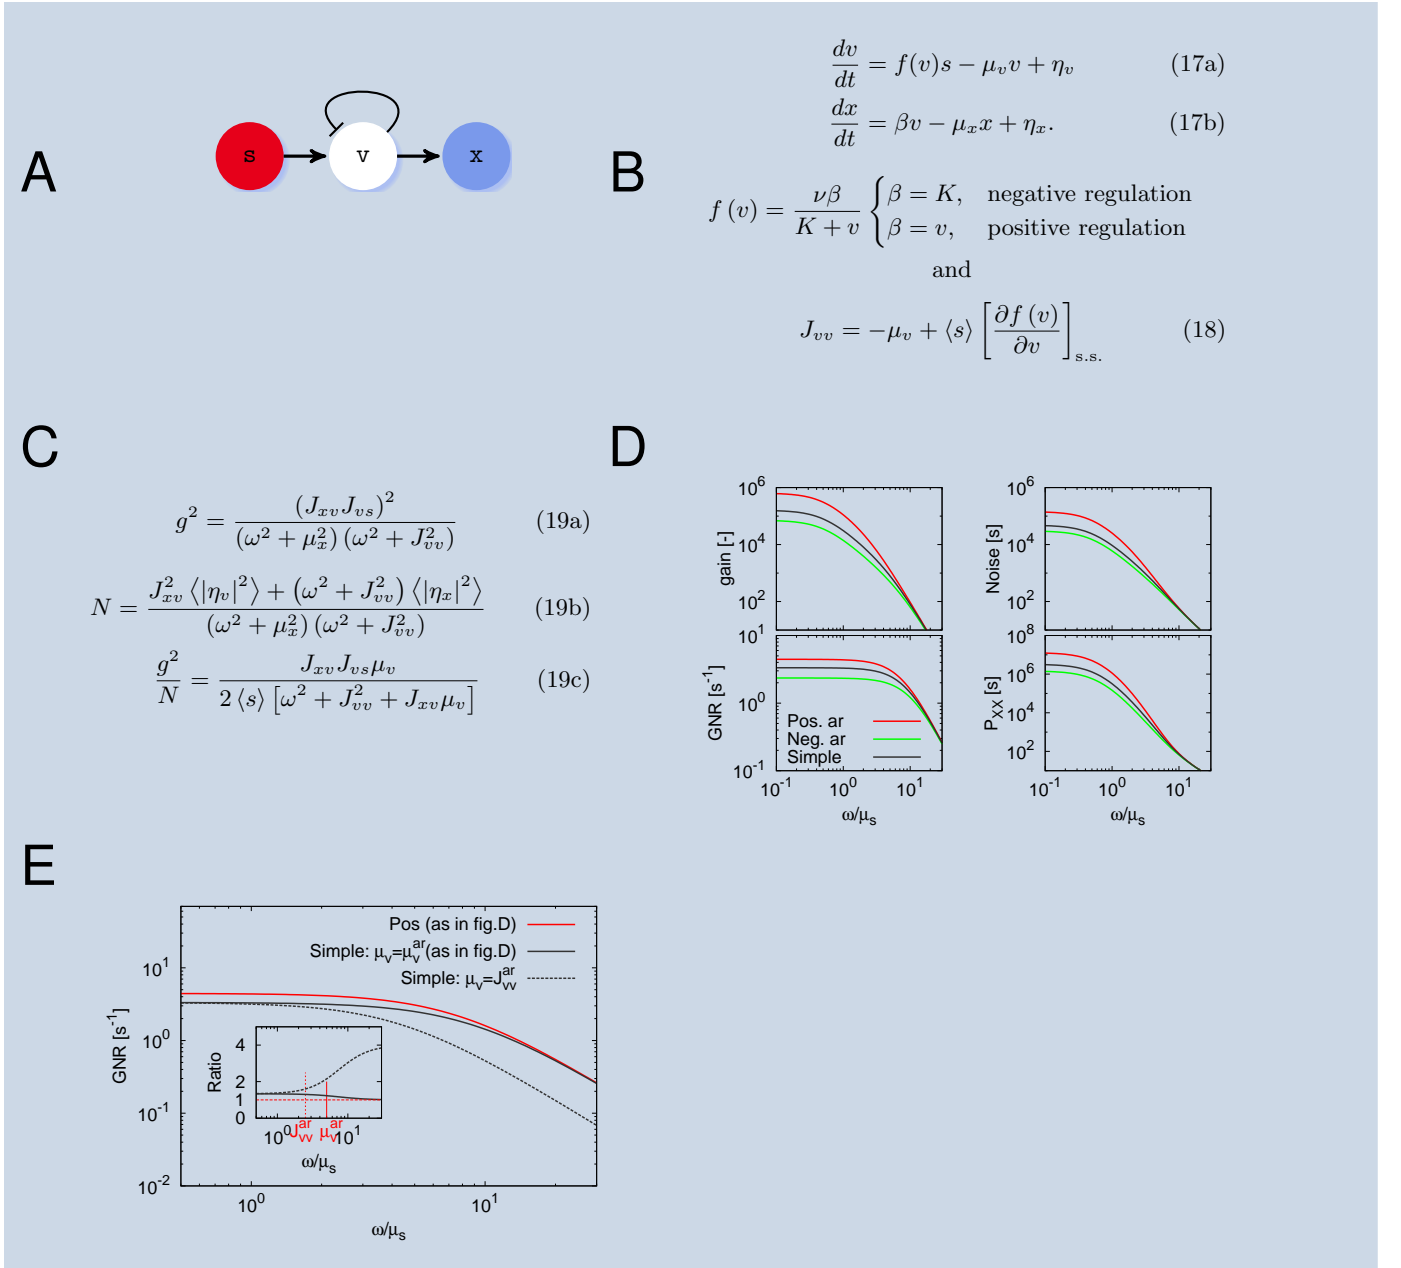 A
s v x
B
dv/dt = f(v)s − μ_v v + η_v (17a)
dx/dt = βv − μ_x x + η_x. (17b)
f (v) = νβ/(K + v) { β = K, negative regulation
β = v, positive regulation
and
J_vv = −μ_v + ⟨s⟩ [∂f (v)/∂v]_s.s. (18)
C
g² = (J_xv J_vs)² / ((ω² + μ_x²) (ω² + J_vv²)) (19a)
N = (J_xv² ⟨|η_v|²⟩ + (ω² + J_vv²) ⟨|η_x|²⟩) / ((ω² + μ_x²) (ω² + J_vv²)) (19b)
g²/N = J_xv J_vs μ_v / (2 ⟨s⟩ [ω² + J_vv² + J_xv μ_v]) (19c)
D
gain [-]
10^6
10^4
10^2
10^1
Noise [s]
10^6
10^4
10^2
10^8
GNR [s^-1]
10^0
10^-1
Pos. ar
Neg. ar
Simple
10^-1 10^0 10^1
ω/μ_s
P_XX [s]
10^6
10^4
10^2
10^-1 10^0 10^1
ω/μ_s
E
Pos (as in fig.D)
Simple: μ_v=μ_v^ar(as in fig.D)
Simple: μ_v=J_vv^ar
GNR [s^-1]
10^1
10^0
10^-1
10^-2
Ratio
4
2
1
0
10^0 J_vv^ar μ_v^ar 10^1
ω/μ_s
10^0 10^1
ω/μ_s